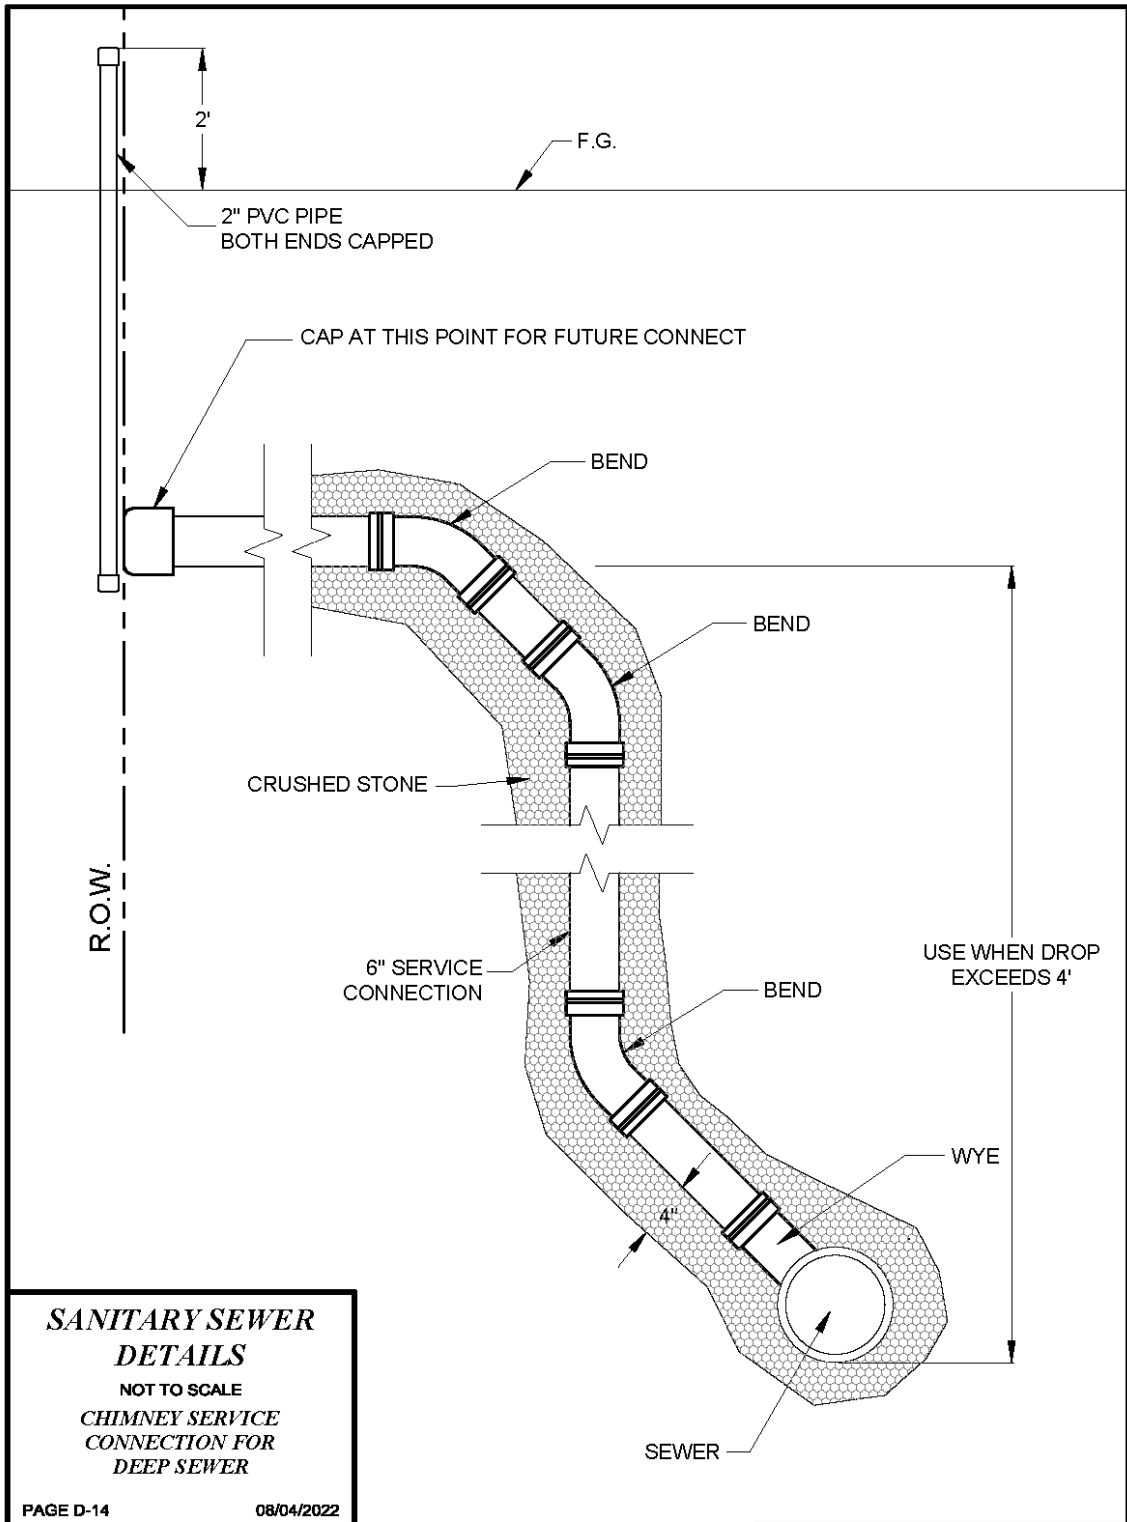 2'
F.G.
2" PVC PIPE
BOTH ENDS CAPPED
CAP AT THIS POINT FOR FUTURE CONNECT
BEND
BEND
CRUSHED STONE
R.O.W.
6" SERVICE
CONNECTION
BEND
USE WHEN DROP
EXCEEDS 4'
WYE
4"
SEWER
SANITARY SEWER
DETAILS
NOT TO SCALE
CHIMNEY SERVICE
CONNECTION FOR
DEEP SEWER
PAGE D-14 08/04/2022